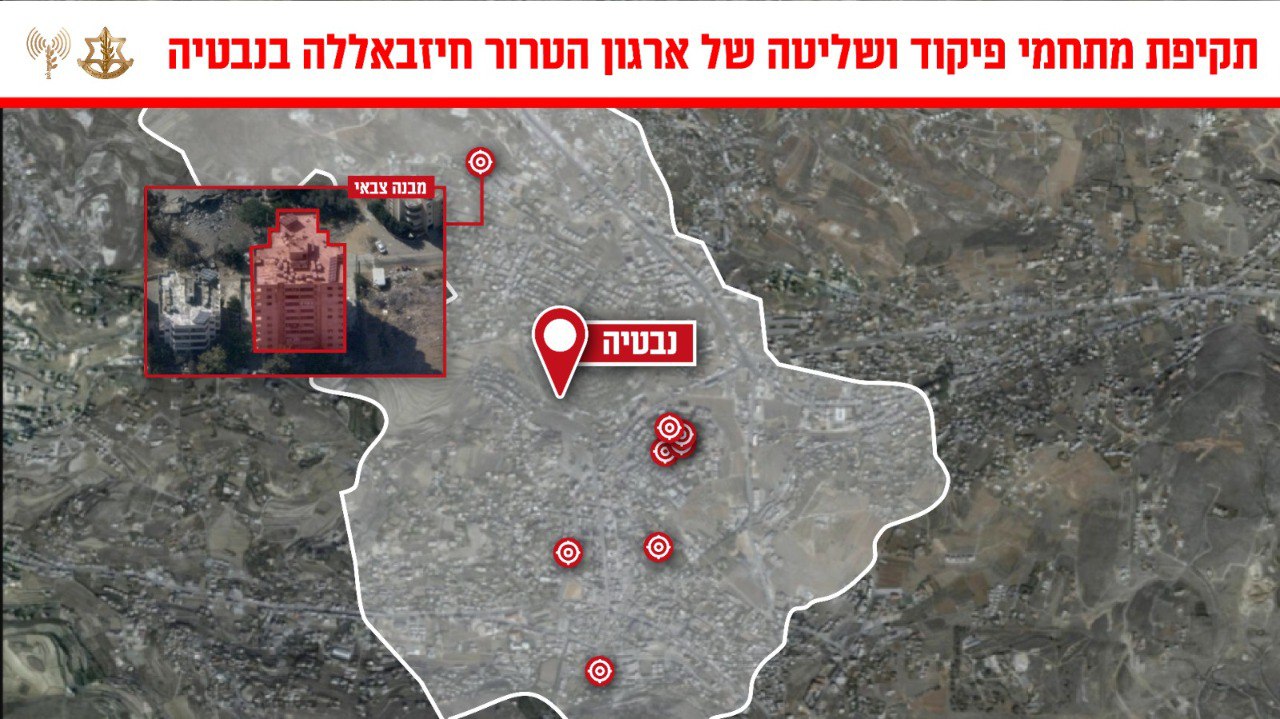 תקיפת מתחמי פיקוד ושליטה של ארגון הטרור חיזבאללה בנבטיה
מבנה צבאי
נבטיה